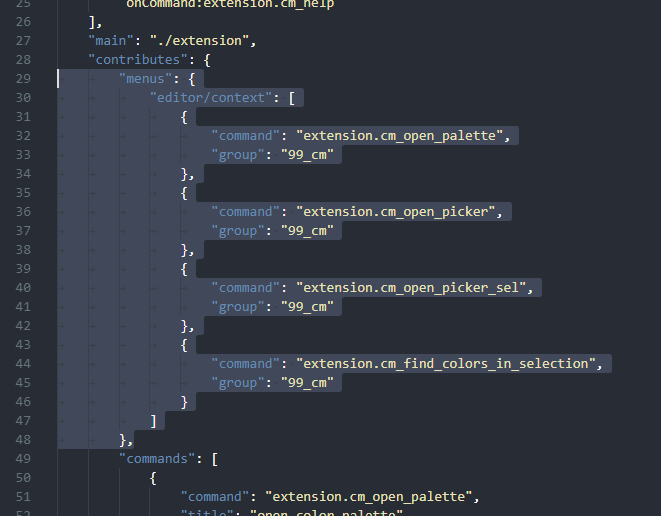 25 onCommand:extension.cm_help
26 ],
27 "main": "./extension",
28 "contributes": {
29 "menus": {
30 "editor/context": [
31 {
32 "command": "extension.cm_open_palette",
33 "group": "99_cm"
34 },
35 {
36 "command": "extension.cm_open_picker",
37 "group": "99_cm"
38 },
39 {
40 "command": "extension.cm_open_picker_sel",
41 "group": "99_cm"
42 },
43 {
44 "command": "extension.cm_find_colors_in_selection",
45 "group": "99_cm"
46 }
47 ]
48 },
49 "commands": [
50 {
51 "command": "extension.cm_open_palette",
52 "title": "open color palette"